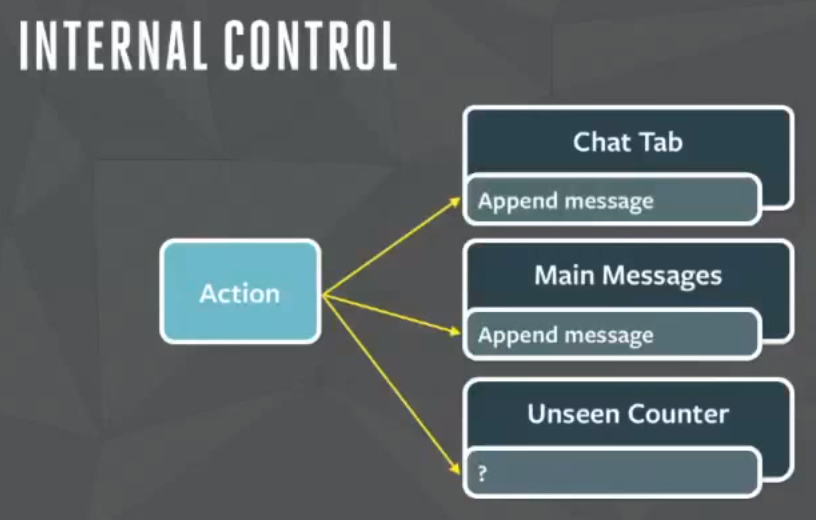 INTERNAL CONTROL
Chat Tab
Append message
Action
Main Messages
Append message
Unseen Counter
?